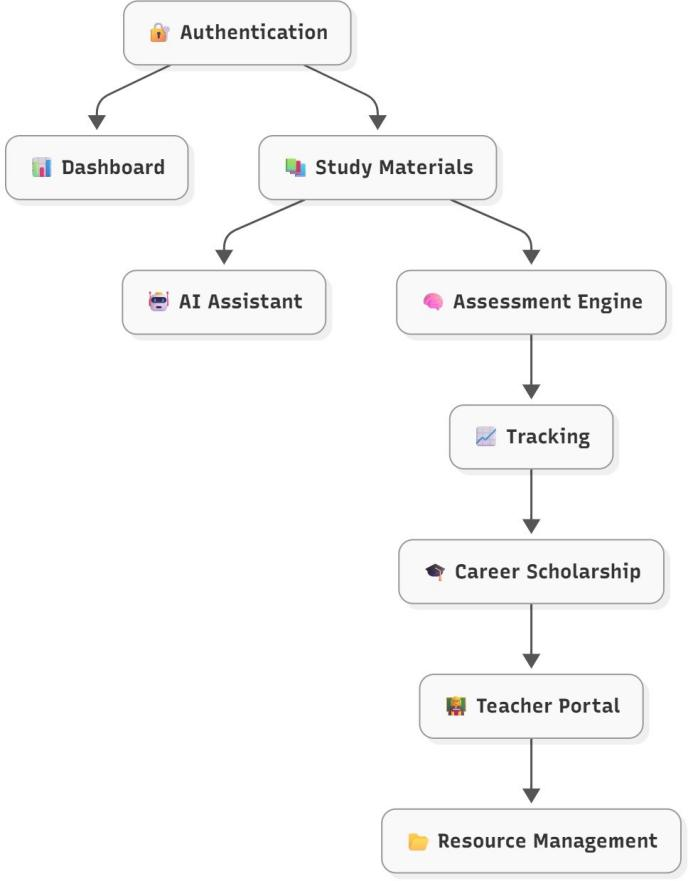 Authentication
Dashboard
Study Materials
AI Assistant
Assessment Engine
Tracking
Career Scholarship
Teacher Portal
Resource Management